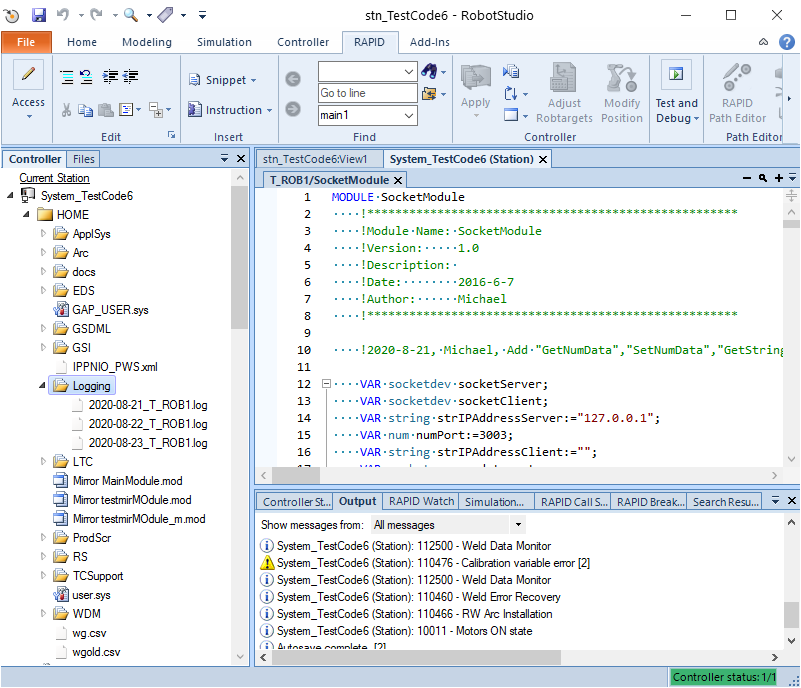 stn_TestCode6 - RobotStudio
File Home Modeling Simulation Controller RAPID Add-Ins
Access
Snippet
Instruction
Go to line
main1
Apply
Adjust Robtargets
Modify Position
Test and Debug
RAPID Path Editor
Edit Insert Find Controller Path Editor
Controller Files
Current Station
System_TestCode6
HOME
ApplSys
Arc
docs
EDS
GAP_USER.sys
GSDML
GSI
IPPNIO_PWS.xml
Logging
2020-08-21_T_ROB1.log
2020-08-22_T_ROB1.log
2020-08-23_T_ROB1.log
LTC
Mirror MainModule.mod
Mirror testmirMOdule.mod
Mirror testmirMOdule_m.mod
ProdScr
RS
TCSupport
user.sys
WDM
wg.csv
wgold.csv
stn_TestCode6:View1 System_TestCode6 (Station)
T_ROB1/SocketModule
1 MODULE·SocketModule
2 ····!*****************************************************
3 ····!Module·Name:·SocketModule
4 ····!Version:·····1.0
5 ····!Description:·
6 ····!Date:········2016-6-7
7 ····!Author:······Michael
8 ····!*****************************************************
9
10 ····!2020-8-21,·Michael,·Add·"GetNumData","SetNumData","GetString
11
12 ····VAR·socketdev·socketServer;
13 ····VAR·socketdev·socketClient;
14 ····VAR·string·strIPAddressServer:="127.0.0.1";
15 ····VAR·num·numPort:=3003;
16 ····VAR·string·strIPAddressClient:="";
Controller St... Output RAPID Watch Simulation... RAPID Call S... RAPID Break... Search Resu...
Show messages from: All messages
System_TestCode6 (Station): 112500 - Weld Data Monitor
System_TestCode6 (Station): 110476 - Calibration variable error [2]
System_TestCode6 (Station): 112500 - Weld Data Monitor
System_TestCode6 (Station): 110460 - Weld Error Recovery
System_TestCode6 (Station): 110466 - RW Arc Installation
System_TestCode6 (Station): 10011 - Motors ON state
Autosave complete. [2]
Controller status: 1/1